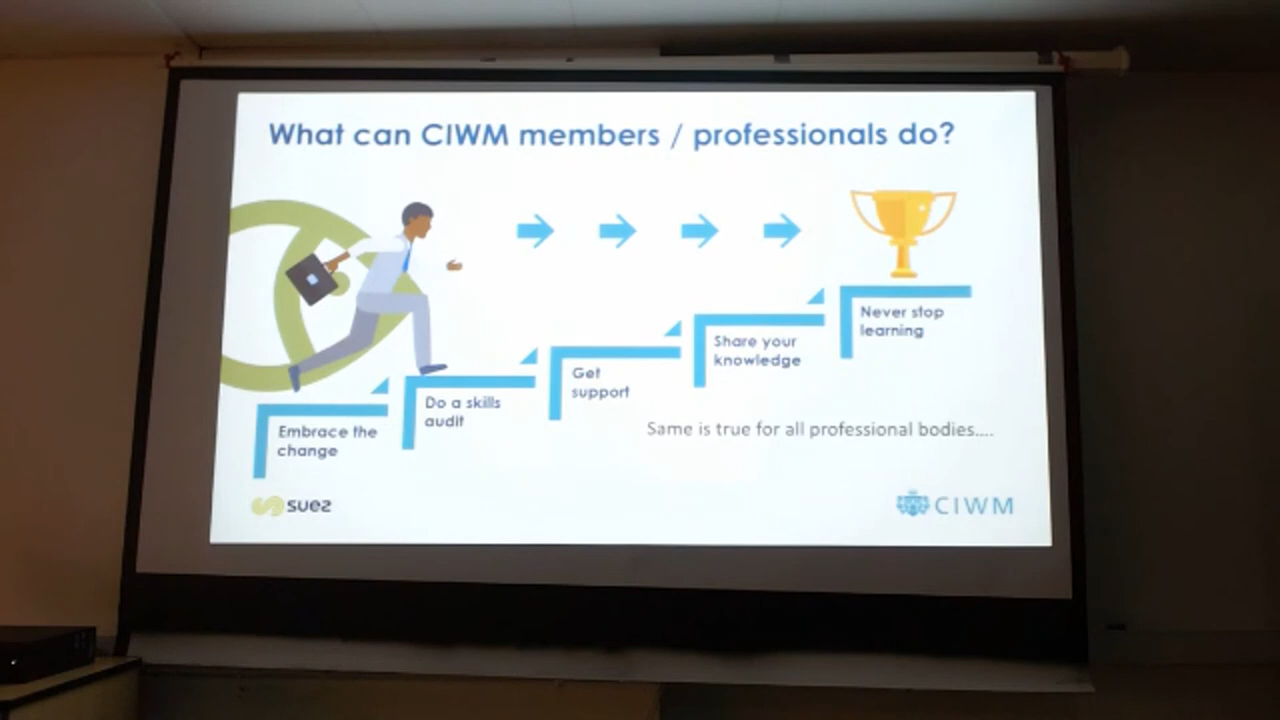 What can CIWM members / professionals do?
Never stop
learning
Share your
knowledge
Get
support
Do a skills
audit
Embrace the
change
Same is true for all professional bodies....
suez
CIWM